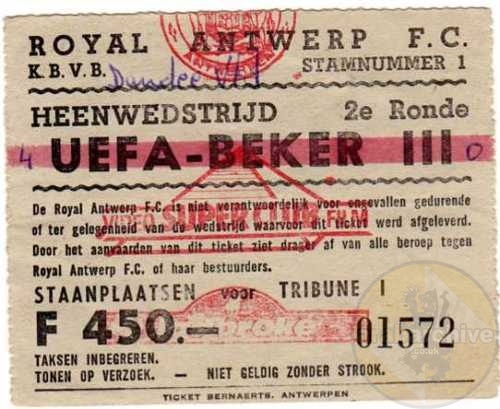 ROYAL ANTWERP F.C.
K.B.V.B. STAMNUMMER 1
Dundee Utd
HEENWEDSTRIJD 2e Ronde
4 UEFA-BEKER III 0
De Royal Antwerp F.C. is niet verantwoordelijk voor ongevallen gedurende
of ter gelegenheid van de wedstrijd waarvoor dit ticket werd afgeleverd.
VIDEO SUPERCLUB FILM
Door het aanvaarden van dit ticket ziet drager af van alle beroep tegen
Royal Antwerp F.C. of haar bestuurders.
STAANPLAATSEN voor TRIBUNE I
F 450.— 01572
TAKSEN INBEGREREN.
TONEN OP VERZOEK. — NIET GELDIG ZONDER STROOK.
TICKET BERNAERTS. ANTWERPEN